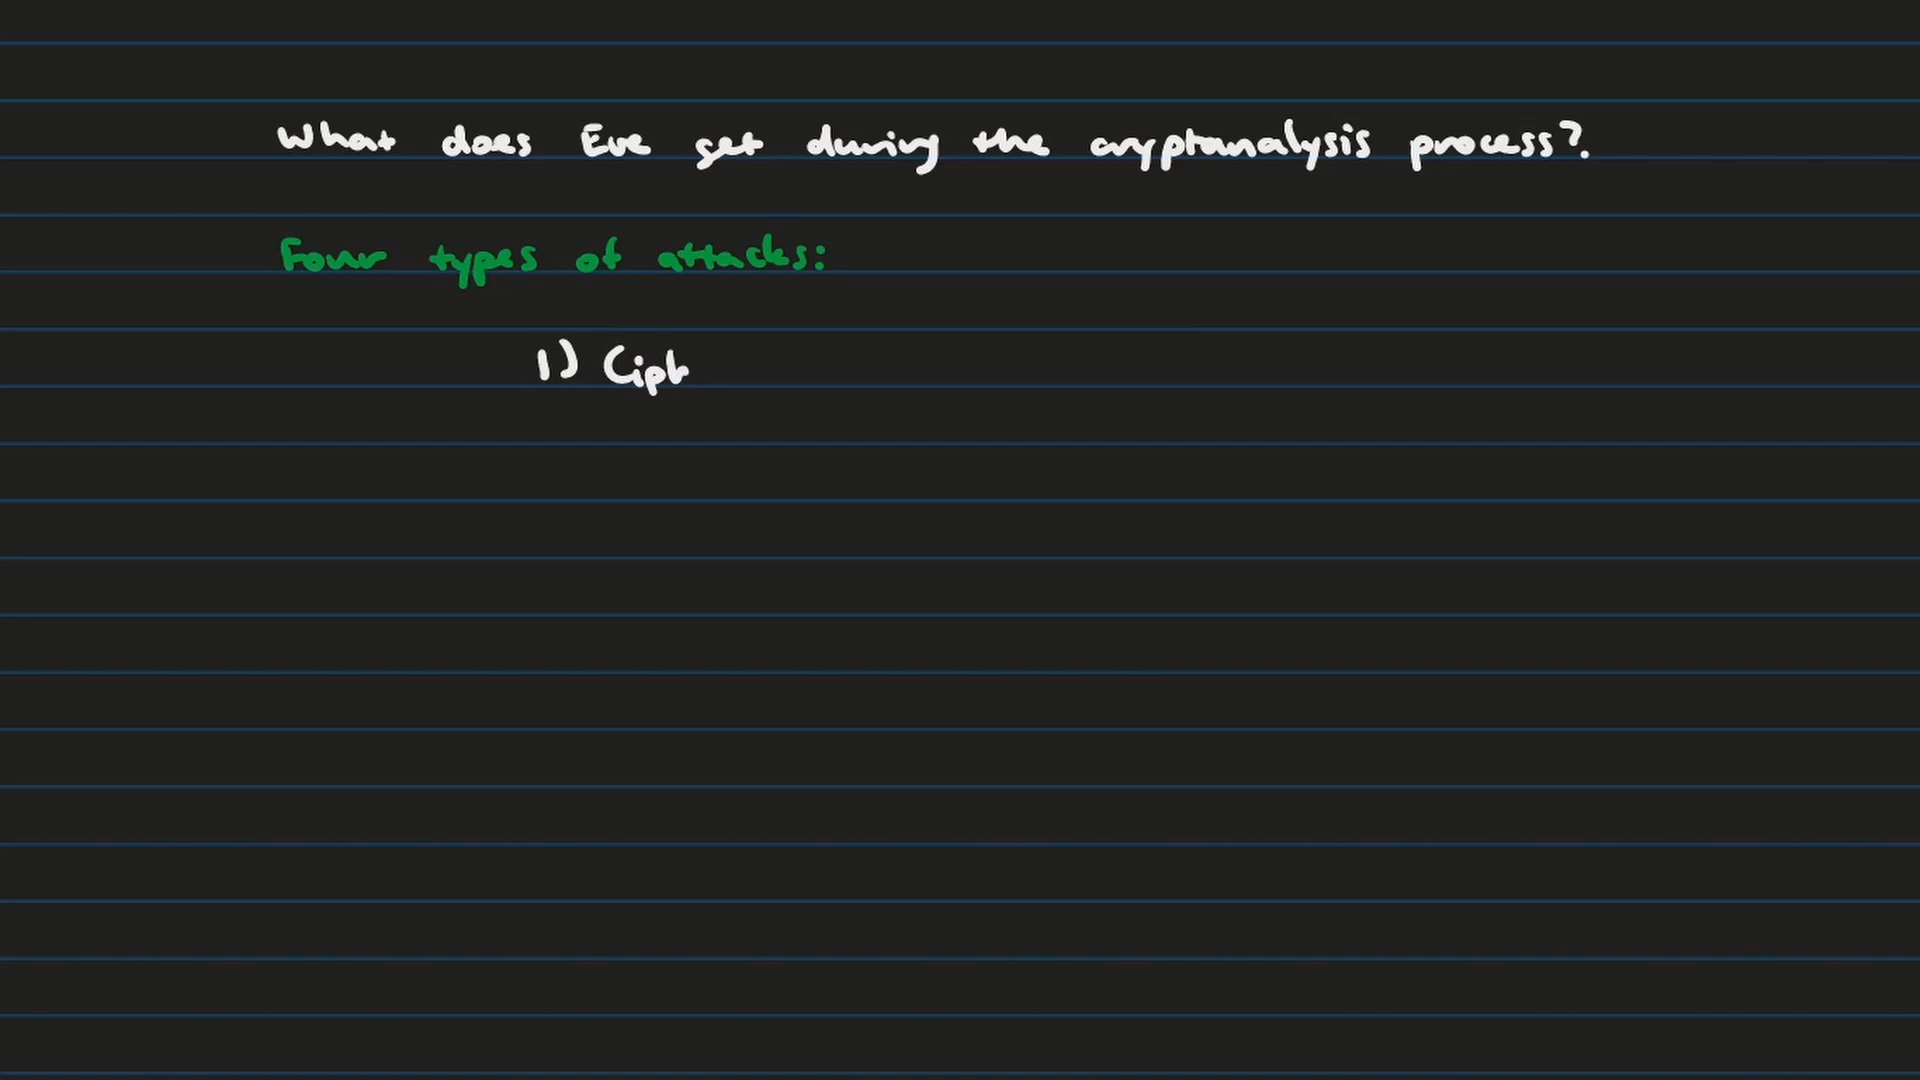 What does Eve get during the cryptanalysis process?.
Four types of attacks:
1) Ciph